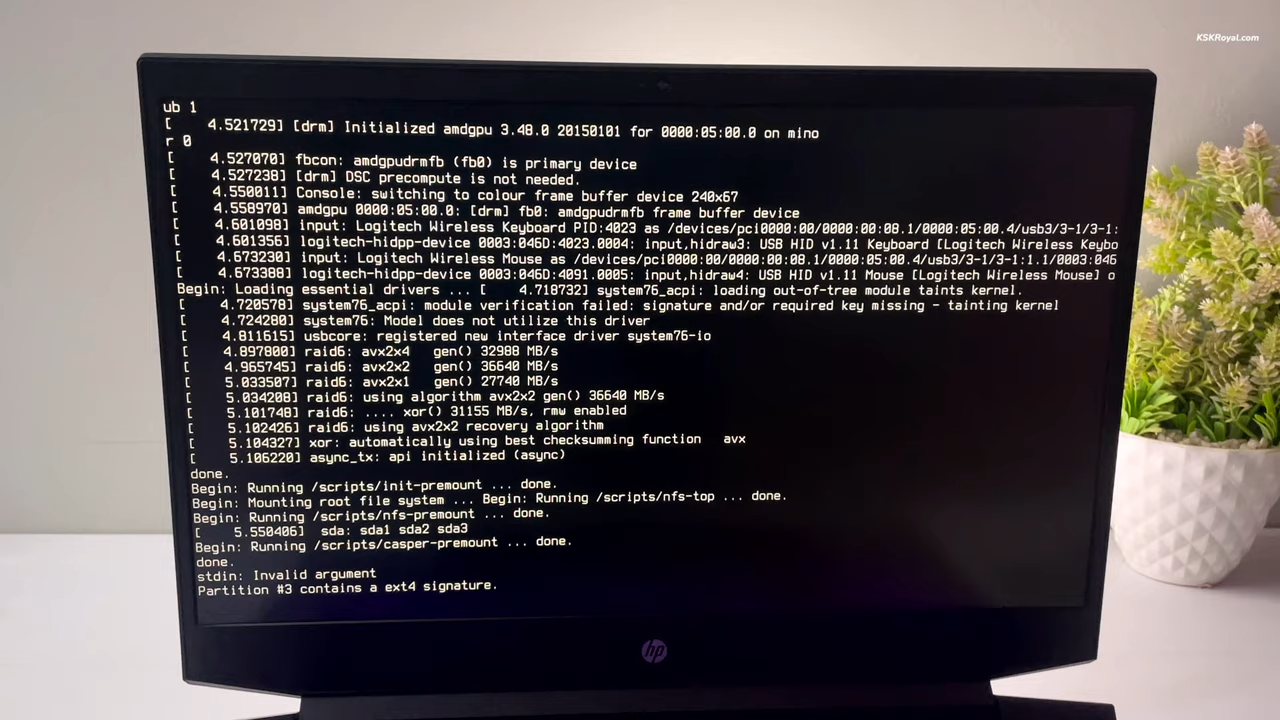 KSKRoyal.com
ub 1
[    4.521729] [drm] Initialized amdgpu 3.48.0 20150101 for 0000:05:00.0 on mino
r 0
[    4.527070] fbcon: amdgpudrmfb (fb0) is primary device
[    4.527238] [drm] DSC precompute is not needed.
[    4.550011] Console: switching to colour frame buffer device 240x67
[    4.558970] amdgpu 0000:05:00.0: [drm] fb0: amdgpudrmfb frame buffer device
[    4.601098] input: Logitech Wireless Keyboard PID:4023 as /devices/pci0000:00/0000:00:08.1/0000:05:00.4/usb3/3-1/3-1:
[    4.601356] logitech-hidpp-device 0003:046D:4023.0004: input,hidraw3: USB HID v1.11 Keyboard [Logitech Wireless Keybo
[    4.673230] input: Logitech Wireless Mouse as /devices/pci0000:00/0000:00:08.1/0000:05:00.4/usb3/3-1/3-1:1.1/0003:046
[    4.673388] logitech-hidpp-device 0003:046D:4091.0005: input,hidraw4: USB HID v1.11 Mouse [Logitech Wireless Mouse] o
Begin: Loading essential drivers ... [    4.718732] system76_acpi: loading out-of-tree module taints kernel.
[    4.720578] system76_acpi: module verification failed: signature and/or required key missing - tainting kernel
[    4.724280] system76: Model does not utilize this driver
[    4.811615] usbcore: registered new interface driver system76-io
[    4.897800] raid6: avx2x4   gen() 32988 MB/s
[    4.965745] raid6: avx2x2   gen() 36640 MB/s
[    5.033507] raid6: avx2x1   gen() 27740 MB/s
[    5.034208] raid6: using algorithm avx2x2 gen() 36640 MB/s
[    5.101748] raid6: .... xor() 31155 MB/s, rmw enabled
[    5.102426] raid6: using avx2x2 recovery algorithm
[    5.104327] xor: automatically using best checksumming function   avx
[    5.106220] async_tx: api initialized (async)
done.
Begin: Running /scripts/init-premount ... done.
Begin: Mounting root file system ... Begin: Running /scripts/nfs-top ... done.
Begin: Running /scripts/nfs-premount ... done.
[    5.550406]  sda: sda1 sda2 sda3
Begin: Running /scripts/casper-premount ... done.
done.
stdin: Invalid argument
Partition #3 contains a ext4 signature.
hp